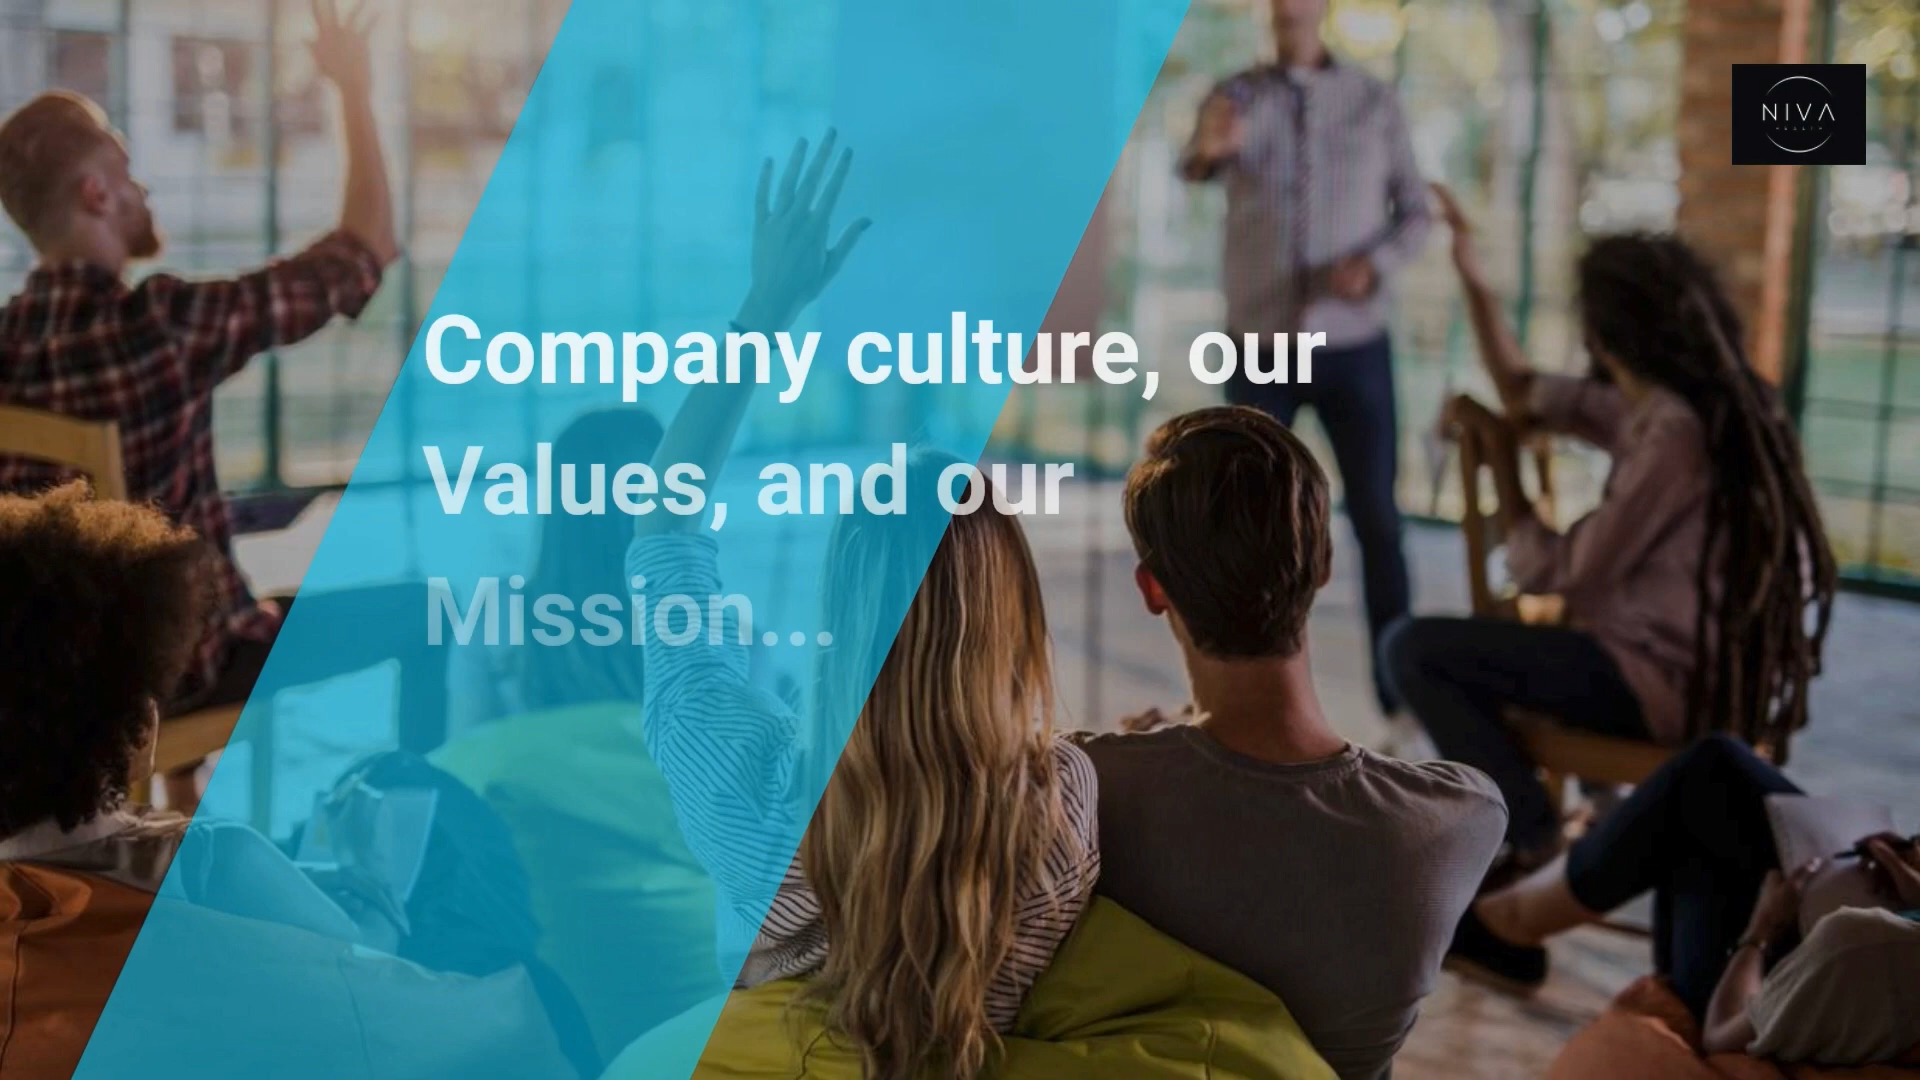 NIVA
Company culture, our
Values, and our
Mission...